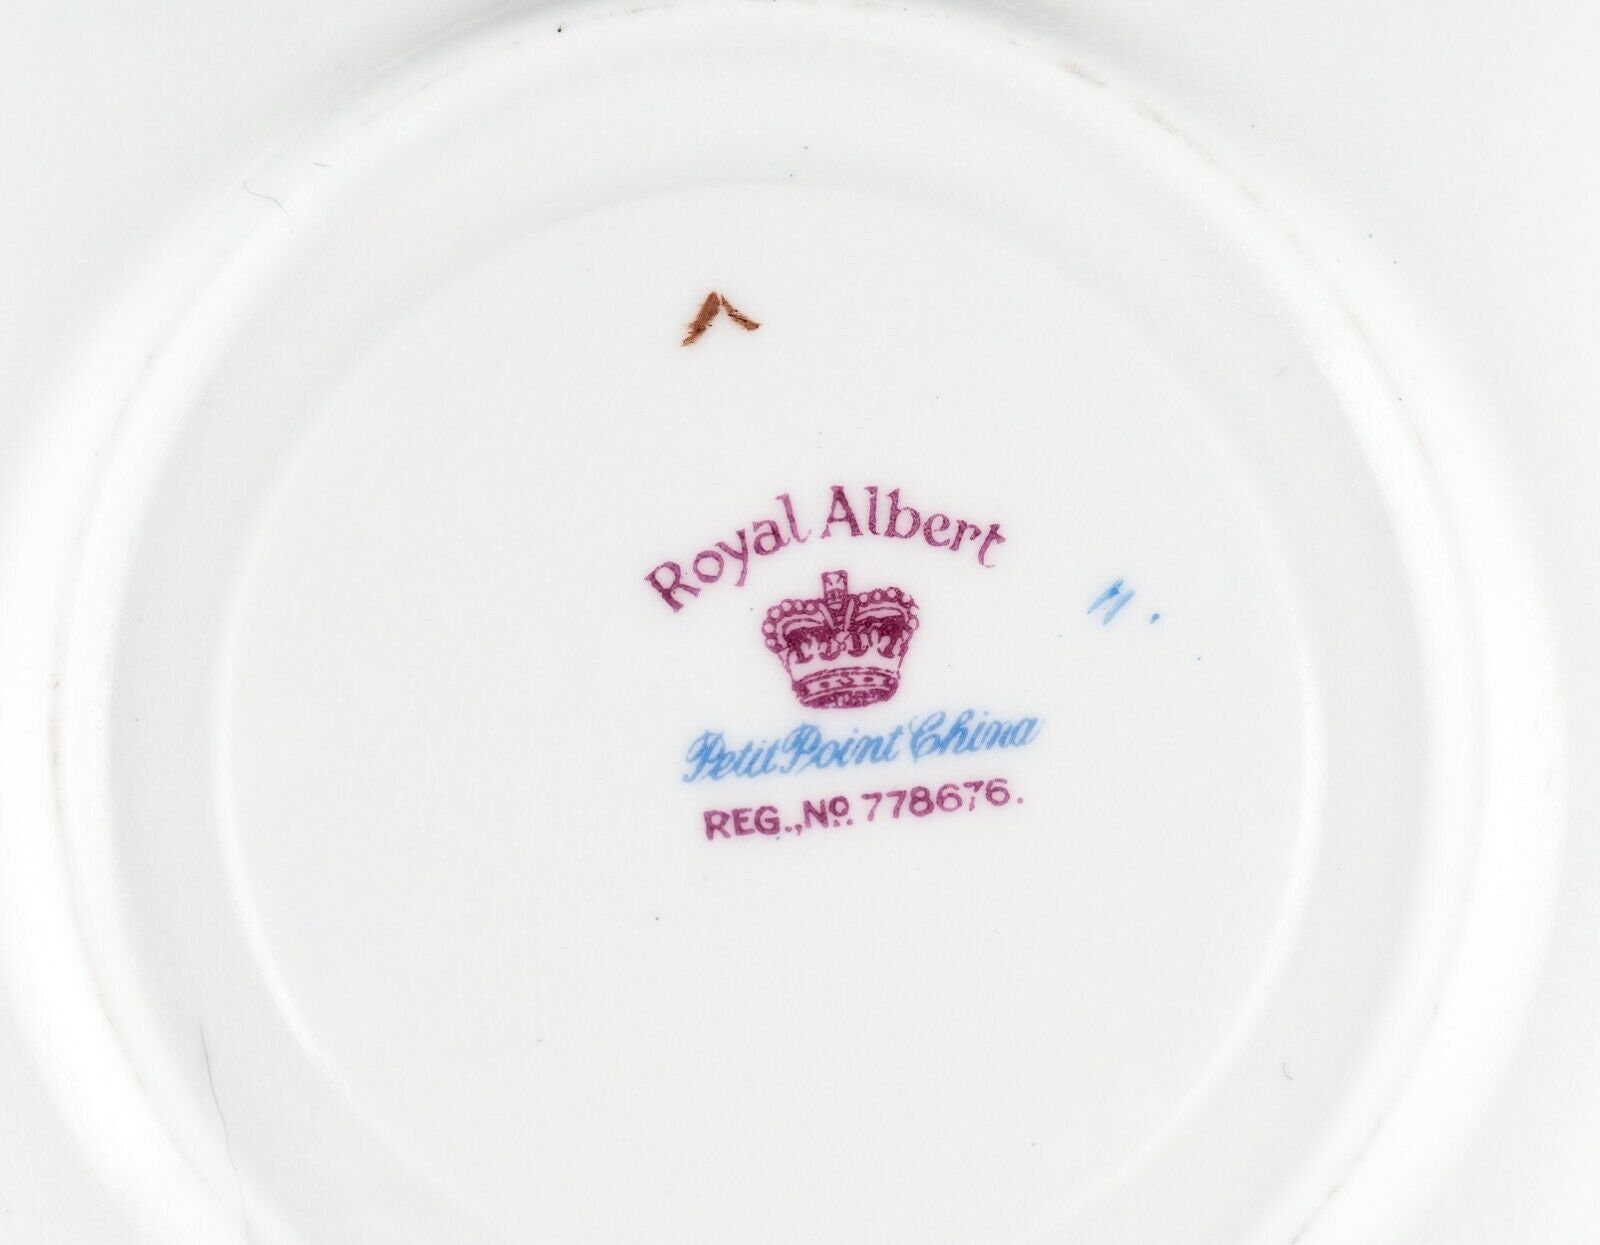 Royal Albert
Petit Point China
REG., No. 778676.